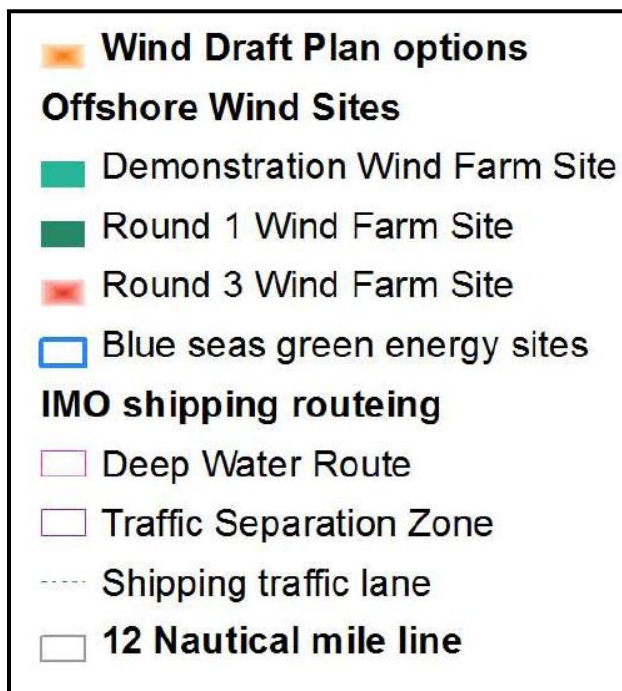 Wind Draft Plan options
Offshore Wind Sites
Demonstration Wind Farm Site
Round 1 Wind Farm Site
Round 3 Wind Farm Site
Blue seas green energy sites
IMO shipping routeing
Deep Water Route
Traffic Separation Zone
Shipping traffic lane
12 Nautical mile line